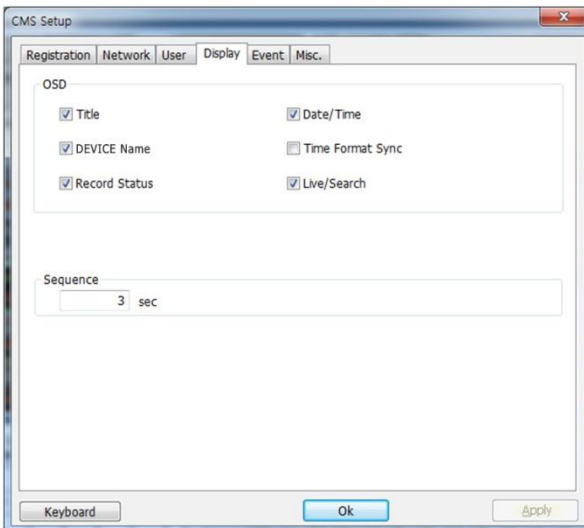 CMS Setup
Registration Network User Display Event Misc.
OSD
Title Date/Time
DEVICE Name Time Format Sync
Record Status Live/Search
Sequence
3 sec
Keyboard Ok Apply